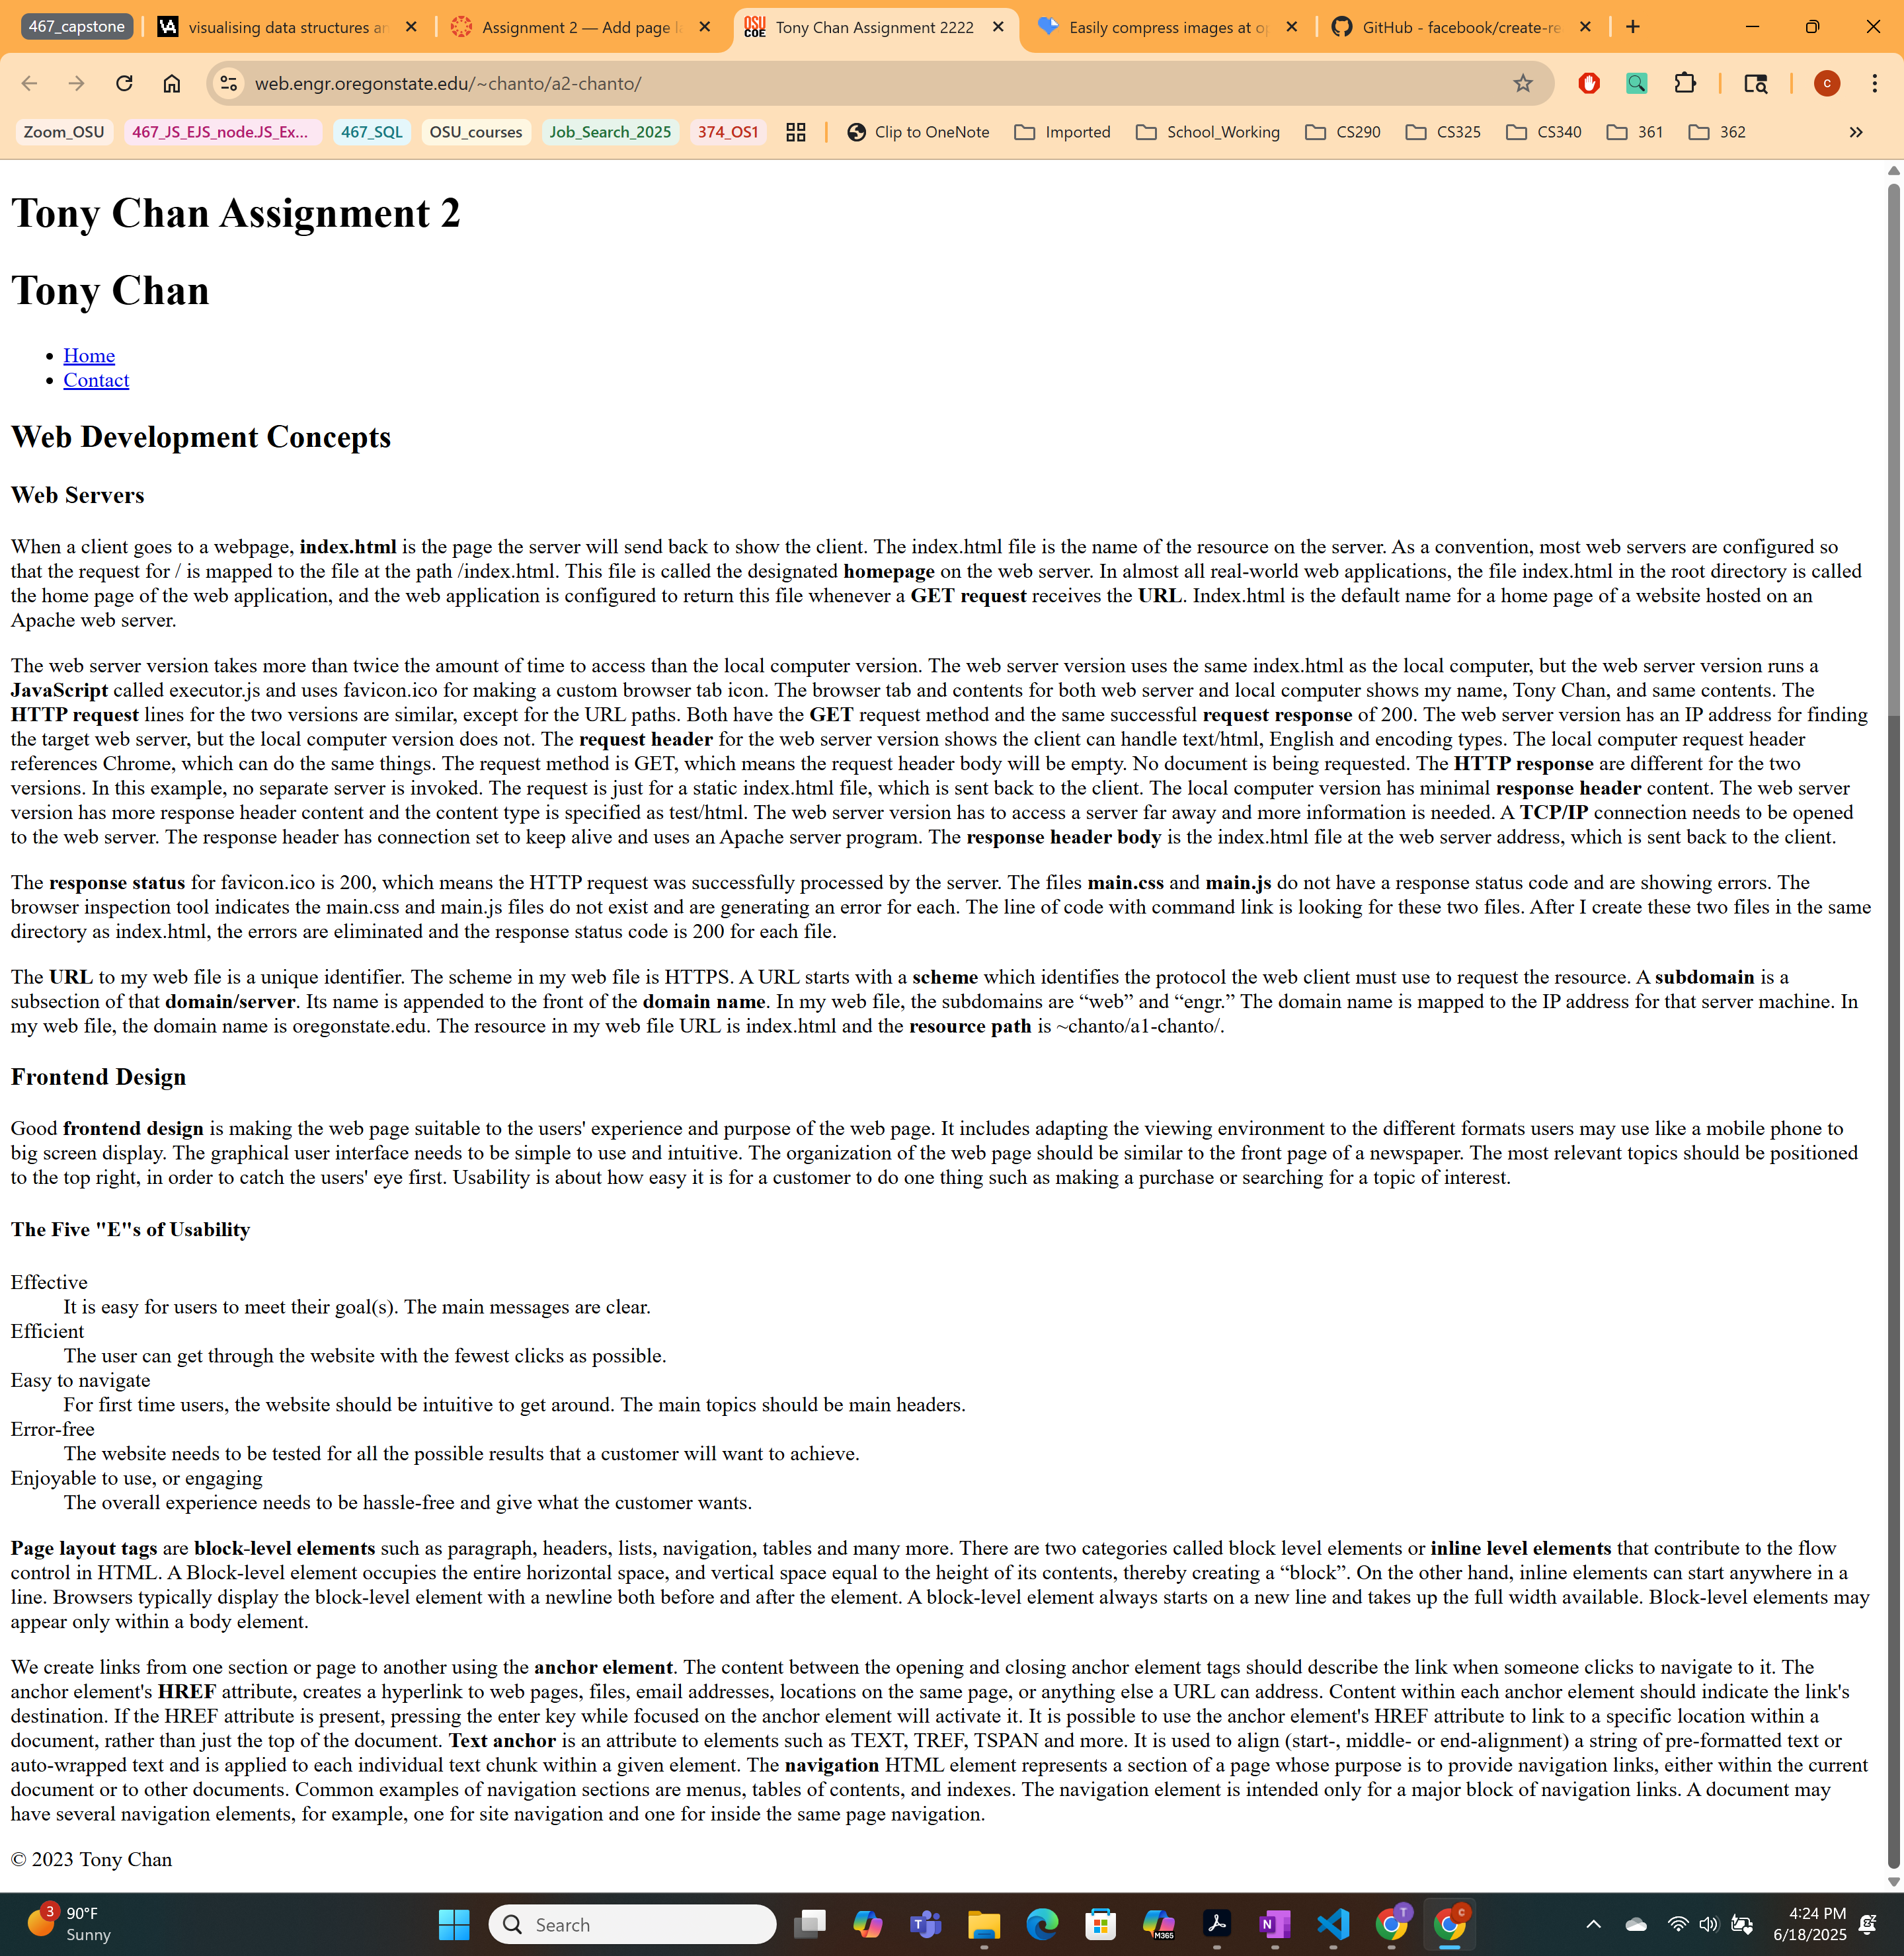 467_capstone
visualising data structures an
Assignment 2 — Add page la
OSU
COE
Tony Chan Assignment 2222
Easily compress images at op
GitHub - facebook/create-re
web.engr.oregonstate.edu/~chanto/a2-chanto/
c
Zoom_OSU
467_JS_EJS_node.JS_Ex...
467_SQL
OSU_courses
Job_Search_2025
374_OS1
Clip to OneNote
Imported
School_Working
CS290
CS325
CS340
361
362
Tony Chan Assignment 2
Tony Chan
• Home
• Contact
Web Development Concepts
Web Servers
When a client goes to a webpage, index.html is the page the server will send back to show the client. The index.html file is the name of the resource on the server. As a convention, most web servers are configured so
that the request for / is mapped to the file at the path /index.html. This file is called the designated homepage on the web server. In almost all real-world web applications, the file index.html in the root directory is called
the home page of the web application, and the web application is configured to return this file whenever a GET request receives the URL. Index.html is the default name for a home page of a website hosted on an
Apache web server.
The web server version takes more than twice the amount of time to access than the local computer version. The web server version uses the same index.html as the local computer, but the web server version runs a
JavaScript called executor.js and uses favicon.ico for making a custom browser tab icon. The browser tab and contents for both web server and local computer shows my name, Tony Chan, and same contents. The
HTTP request lines for the two versions are similar, except for the URL paths. Both have the GET request method and the same successful request response of 200. The web server version has an IP address for finding
the target web server, but the local computer version does not. The request header for the web server version shows the client can handle text/html, English and encoding types. The local computer request header
references Chrome, which can do the same things. The request method is GET, which means the request header body will be empty. No document is being requested. The HTTP response are different for the two
versions. In this example, no separate server is invoked. The request is just for a static index.html file, which is sent back to the client. The local computer version has minimal response header content. The web server
version has more response header content and the content type is specified as test/html. The web server version has to access a server far away and more information is needed. A TCP/IP connection needs to be opened
to the web server. The response header has connection set to keep alive and uses an Apache server program. The response header body is the index.html file at the web server address, which is sent back to the client.
The response status for favicon.ico is 200, which means the HTTP request was successfully processed by the server. The files main.css and main.js do not have a response status code and are showing errors. The
browser inspection tool indicates the main.css and main.js files do not exist and are generating an error for each. The line of code with command link is looking for these two files. After I create these two files in the same
directory as index.html, the errors are eliminated and the response status code is 200 for each file.
The URL to my web file is a unique identifier. The scheme in my web file is HTTPS. A URL starts with a scheme which identifies the protocol the web client must use to request the resource. A subdomain is a
subsection of that domain/server. Its name is appended to the front of the domain name. In my web file, the subdomains are “web” and “engr.” The domain name is mapped to the IP address for that server machine. In
my web file, the domain name is oregonstate.edu. The resource in my web file URL is index.html and the resource path is ~chanto/a1-chanto/.
Frontend Design
Good frontend design is making the web page suitable to the users' experience and purpose of the web page. It includes adapting the viewing environment to the different formats users may use like a mobile phone to
big screen display. The graphical user interface needs to be simple to use and intuitive. The organization of the web page should be similar to the front page of a newspaper. The most relevant topics should be positioned
to the top right, in order to catch the users' eye first. Usability is about how easy it is for a customer to do one thing such as making a purchase or searching for a topic of interest.
The Five "E"s of Usability
Effective
It is easy for users to meet their goal(s). The main messages are clear.
Efficient
The user can get through the website with the fewest clicks as possible.
Easy to navigate
For first time users, the website should be intuitive to get around. The main topics should be main headers.
Error-free
The website needs to be tested for all the possible results that a customer will want to achieve.
Enjoyable to use, or engaging
The overall experience needs to be hassle-free and give what the customer wants.
Page layout tags are block-level elements such as paragraph, headers, lists, navigation, tables and many more. There are two categories called block level elements or inline level elements that contribute to the flow
control in HTML. A Block-level element occupies the entire horizontal space, and vertical space equal to the height of its contents, thereby creating a “block”. On the other hand, inline elements can start anywhere in a
line. Browsers typically display the block-level element with a newline both before and after the element. A block-level element always starts on a new line and takes up the full width available. Block-level elements may
appear only within a body element.
We create links from one section or page to another using the anchor element. The content between the opening and closing anchor element tags should describe the link when someone clicks to navigate to it. The
anchor element's HREF attribute, creates a hyperlink to web pages, files, email addresses, locations on the same page, or anything else a URL can address. Content within each anchor element should indicate the link's
destination. If the HREF attribute is present, pressing the enter key while focused on the anchor element will activate it. It is possible to use the anchor element's HREF attribute to link to a specific location within a
document, rather than just the top of the document. Text anchor is an attribute to elements such as TEXT, TREF, TSPAN and more. It is used to align (start-, middle- or end-alignment) a string of pre-formatted text or
auto-wrapped text and is applied to each individual text chunk within a given element. The navigation HTML element represents a section of a page whose purpose is to provide navigation links, either within the current
document or to other documents. Common examples of navigation sections are menus, tables of contents, and indexes. The navigation element is intended only for a major block of navigation links. A document may
have several navigation elements, for example, one for site navigation and one for inside the same page navigation.
© 2023 Tony Chan
3
90°F
Sunny
Search
M365
T
c
4:24 PM
6/18/2025